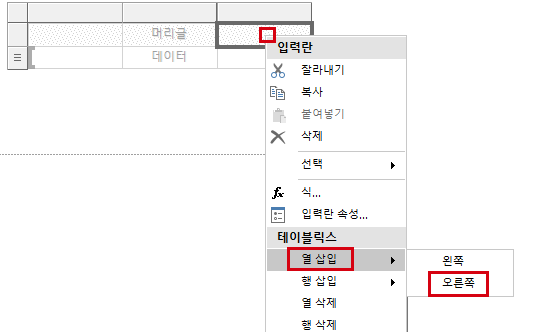 머리글
데이터
입력란
잘라내기
복사
붙여넣기
삭제
선택
fx 식...
입력란 속성...
테이블릭스
열 삽입
왼쪽
행 삽입
오른쪽
열 삭제
행 삭제